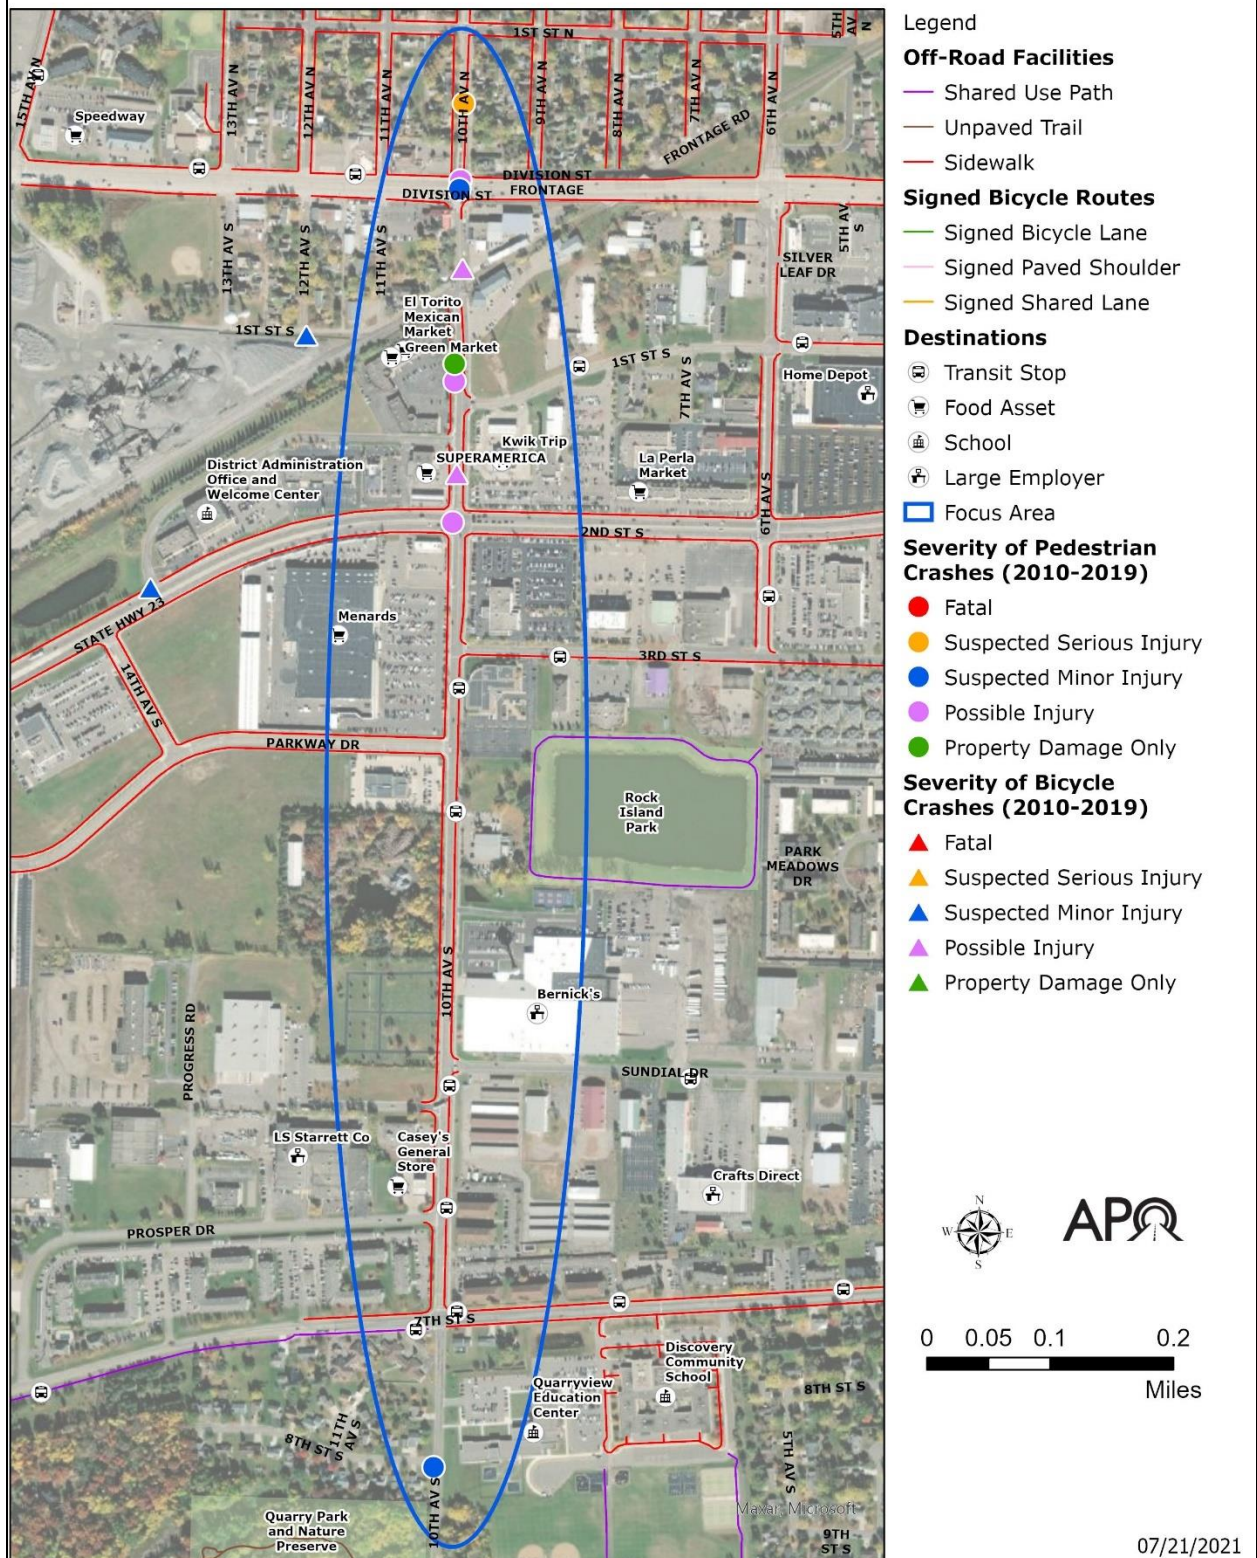 1ST ST N
5TH
AV
N
15TH AV N
13TH AV N
12TH AV N
11TH AV N
10TH AV N
9TH AV N
8TH AV N
7TH AV N
6TH AV N
Speedway
FRONTAGE RD
DIVISION ST
FRONTAGE
DIVISION ST
13TH AV S
12TH AV S
11TH AV S
5TH AV
S
SILVER
LEAF DR
El Torito
Mexican
Market
Green Market
1ST ST S
1ST ST S
7TH AV S
Home Depot
Kwik Trip
SUPERAMERICA
La Perla
Market
District Administration
Office and
Welcome Center
6TH AV S
2ND ST S
STATE HWY 23
Menards
14TH AV S
3RD ST S
PARKWAY DR
Rock
Island
Park
PARK
MEADOWS
DR
10TH AV S
Bernick's
PROGRESS RD
SUNDIAL DR
LS Starrett Co
Casey's
General
Store
Crafts Direct
PROSPER DR
7TH ST S
Discovery
Community
School
8TH ST S
Quarryview
Education
Center
11TH
AV S
8TH ST S
5TH AV S
10TH AV S
Quarry Park
and Nature
Preserve
Maxar, Microsoft
9TH
ST S
Legend
Off-Road Facilities
Shared Use Path
Unpaved Trail
Sidewalk
Signed Bicycle Routes
Signed Bicycle Lane
Signed Paved Shoulder
Signed Shared Lane
Destinations
Transit Stop
Food Asset
School
Large Employer
Focus Area
Severity of Pedestrian
Crashes (2010-2019)
Fatal
Suspected Serious Injury
Suspected Minor Injury
Possible Injury
Property Damage Only
Severity of Bicycle
Crashes (2010-2019)
Fatal
Suspected Serious Injury
Suspected Minor Injury
Possible Injury
Property Damage Only
N
W E
S
APO
0 0.05 0.1 0.2
Miles
07/21/2021